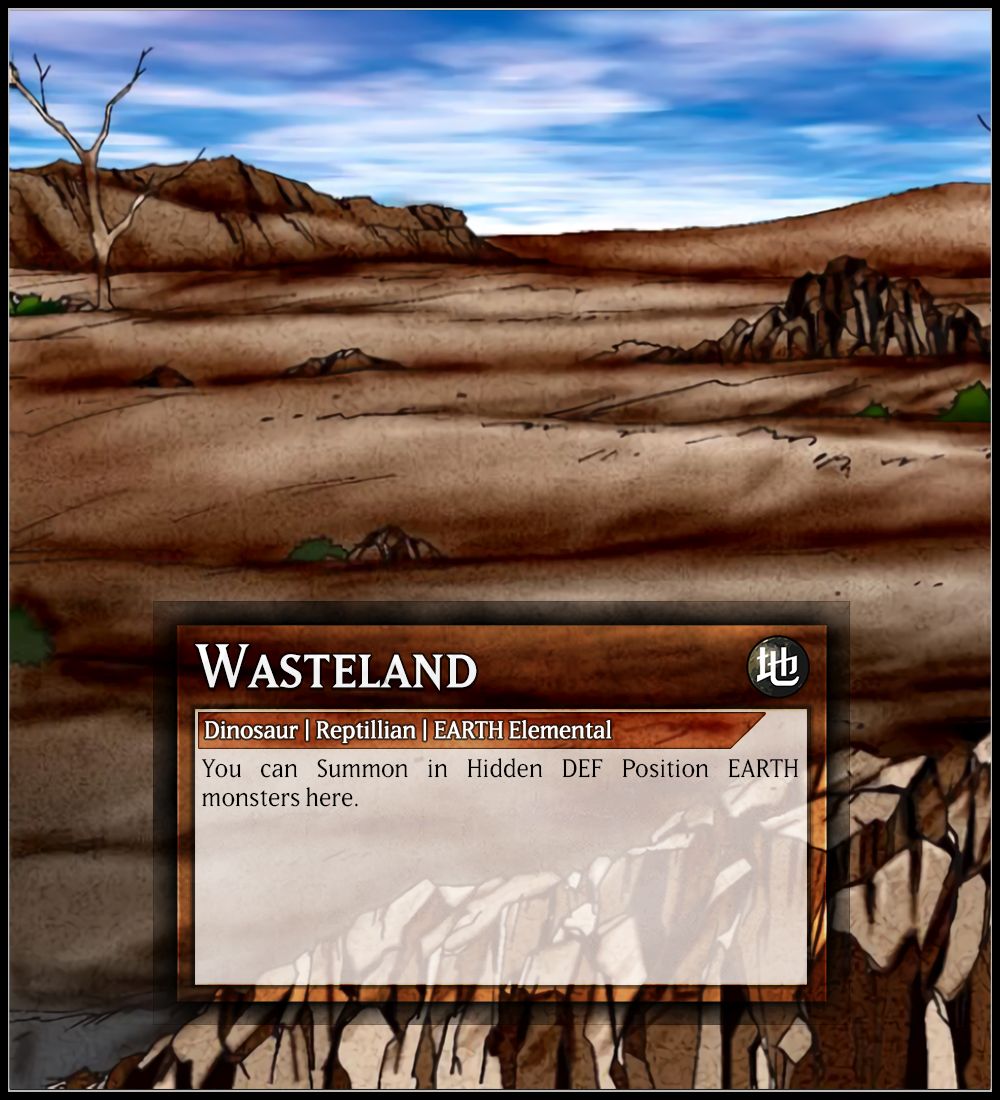 Wasteland
地
Dinosaur | Reptillian | EARTH Elemental
You can Summon in Hidden DEF Position EARTH
monsters here.